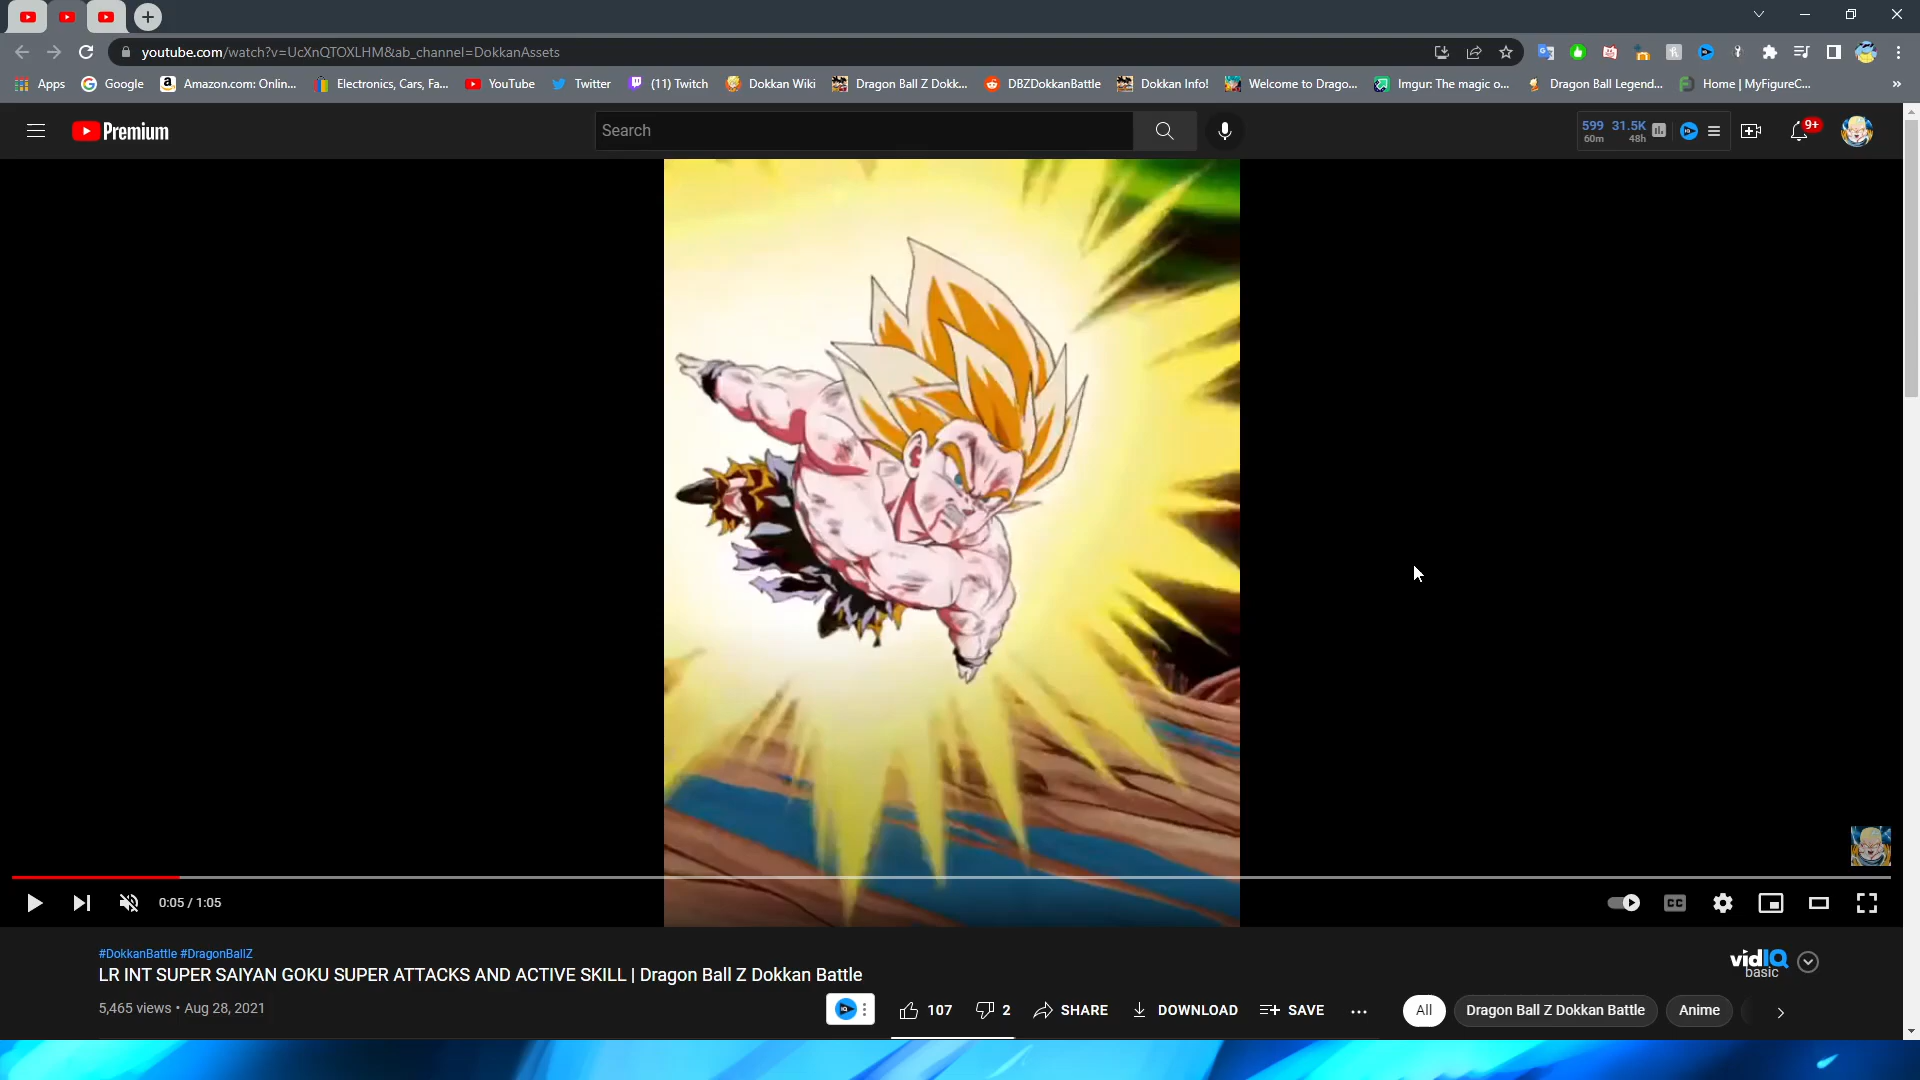 youtube.com/watch?v=UcXnQTOXLHM&ab_channel=DokkanAssets
Apps Google Amazon.com: Onlin... Electronics, Cars, Fa... YouTube Twitter (11) Twitch Dokkan Wiki Dragon Ball Z Dokk... DBZDokkanBattle Dokkan Info! Welcome to Drago... Imgur: The magic o... Dragon Ball Legend... Home | MyFigureC... »
Premium Search 599 60m 31.5K 48h 9+
0:05 / 1:05 CC
#DokkanBattle #DragonBallZ
LR INT SUPER SAIYAN GOKU SUPER ATTACKS AND ACTIVE SKILL | Dragon Ball Z Dokkan Battle
vidIQ
basic
5,465 views • Aug 28, 2021
107 2 SHARE DOWNLOAD SAVE ... All Dragon Ball Z Dokkan Battle Anime